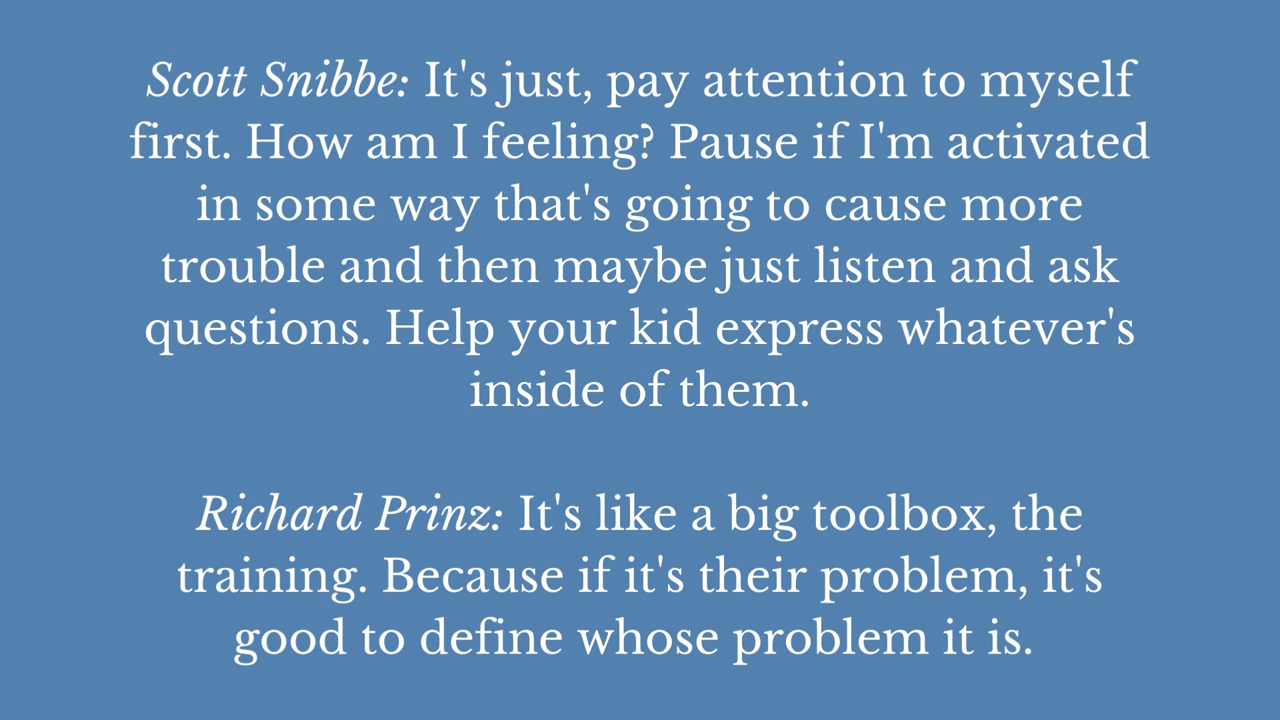 Scott Snibbe: It's just, pay attention to myself
first. How am I feeling? Pause if I'm activated
in some way that's going to cause more
trouble and then maybe just listen and ask
questions. Help your kid express whatever's
inside of them.
Richard Prinz: It's like a big toolbox, the
training. Because if it's their problem, it's
good to define whose problem it is.